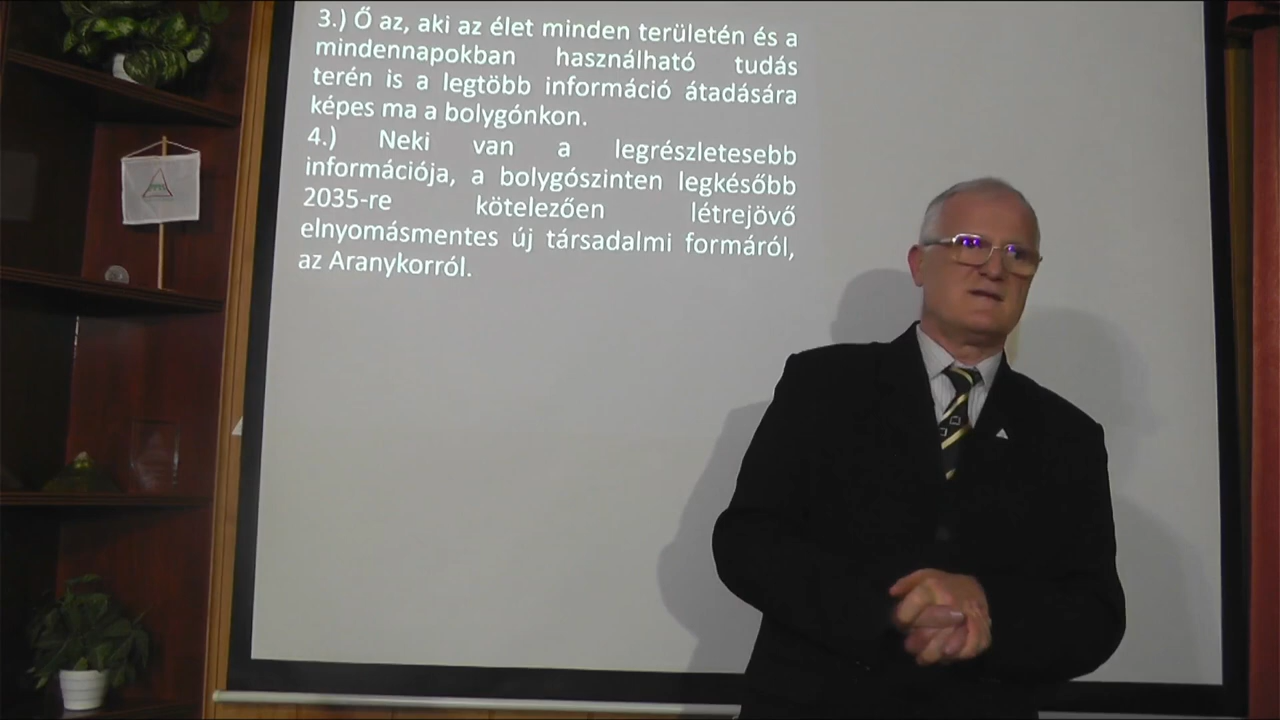 3.) Ő az, aki az élet minden területén és a
mindennapokban használható tudás
terén is a legtöbb információ átadására
képes ma a bolygónkon.
4.) Neki van a legrészletesebb
információja, a bolygószinten legkésőbb
2035-re kötelezően létrejövő
elnyomásmentes új társadalmi formáról,
az Aranykorról.